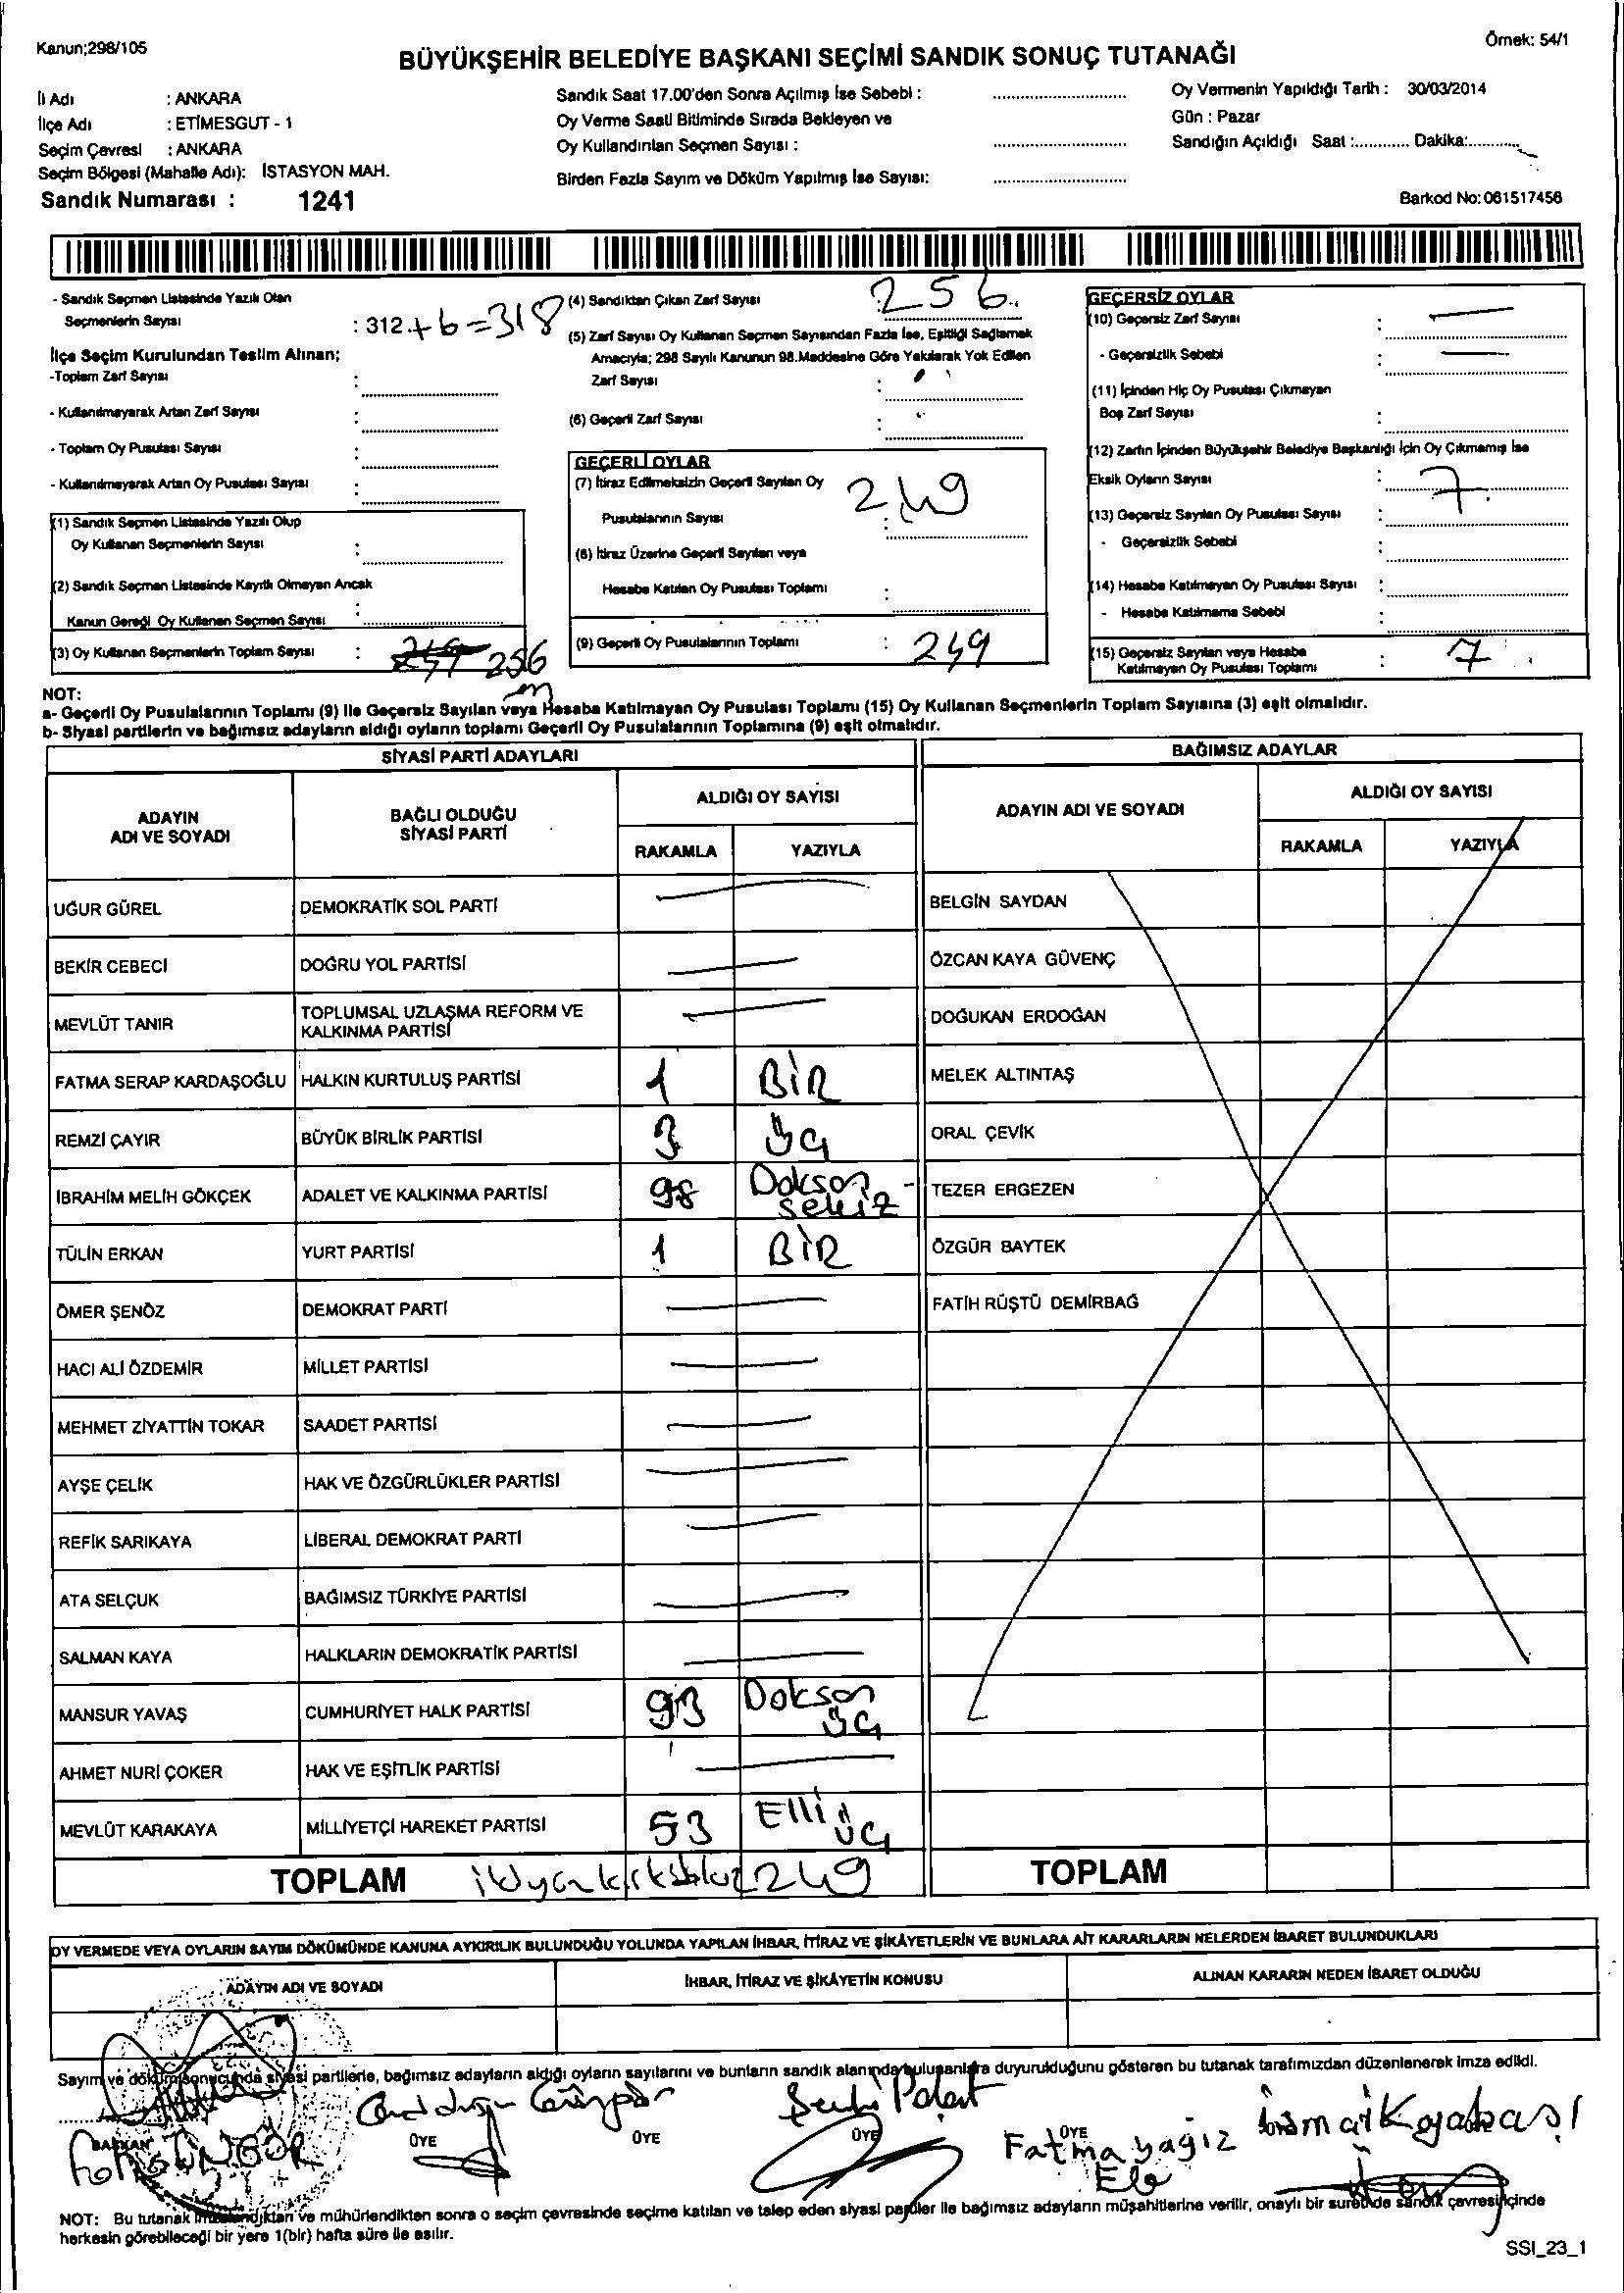 Kanun;298/105
Örnek: 54/1
BÜYÜKŞEHİR BELEDİYE BAŞKANI SEÇİMİ SANDIK SONUÇ TUTANAĞI
İl Adı : ANKARA
İlçe Adı : ETİMESGUT - 1
Seçim Çevresi : ANKARA
Seçim Bölgesi (Mahalle Adı): İSTASYON MAH.
Sandık Numarası : 1241
Sandık Saat 17.00'den Sonra Açılmış İse Sebebi :
Oy Verme Saati Bitiminde Sırada Bekleyen ve
Oy Kullandırılan Seçmen Sayısı :
Birden Fazla Sayım ve Döküm Yapılmış İse Sayısı:
Oy Vermenin Yapıldığı Tarih : 30/03/2014
Gün : Pazar
Sandığın Açıldığı Saat :............ Dakika:...........
Barkod No: 061517456
- Sandık Seçmen Listesinde Yazılı Olan
Seçmenlerin Sayısı : 312 + 6 = 318
İlçe Seçim Kurulundan Teslim Alınan;
-Toplam Zarf Sayısı :
- Kullanılmayarak Artan Zarf Sayısı :
- Toplam Oy Pusulası Sayısı :
- Kullanılmayarak Artan Oy Pusulası Sayısı :
(1) Sandık Seçmen Listesinde Yazılı Olup
Oy Kullanan Seçmenlerin Sayısı :
(2) Sandık Seçmen Listesinde Kayıtlı Olmayan Ancak
Kanun Gereği Oy Kullanan Seçmen Sayısı :
(3) Oy Kullanan Seçmenlerin Toplam Sayısı : 249 256
(4) Sandıktan Çıkan Zarf Sayısı : 256
(5) Zarf Sayısı Oy Kullanan Seçmen Sayısından Fazla İse, Eşitliği Sağlamak
Amacıyla; 298 Sayılı Kanunun 98.Maddesine Göre Yakılarak Yok Edilen
Zarf Sayısı :
(6) Geçerli Zarf Sayısı :
GEÇERLİ OYLAR
(7) İtiraz Edilmeksizin Geçerli Sayılan Oy
Pusulalarının Sayısı : 249
(8) İtiraz Üzerine Geçerli Sayılan veya
Hesaba Katılan Oy Pusulası Toplamı :
(9) Geçerli Oy Pusulalarının Toplamı : 249
GEÇERSİZ OYLAR
(10) Geçersiz Zarf Sayısı : —
- Geçersizlik Sebebi : —
(11) İçinden Hiç Oy Pusulası Çıkmayan
Boş Zarf Sayısı :
(12) Zarfın İçinden Büyükşehir Belediye Başkanlığı İçin Oy Çıkmamış İse
Eksik Oyların Sayısı : 7
(13) Geçersiz Sayılan Oy Pusulası Sayısı :
- Geçersizlik Sebebi :
(14) Hesaba Katılmayan Oy Pusulası Sayısı :
- Hesaba Katılmama Sebebi :
(15) Geçersiz Sayılan veya Hesaba
Katılmayan Oy Pusulası Toplamı : 7
NOT:
a- Geçerli Oy Pusulalarının Toplamı (9) ile Geçersiz Sayılan veya Hesaba Katılmayan Oy Pusulası Toplamı (15) Oy Kullanan Seçmenlerin Toplam Sayısına (3) eşit olmalıdır.
b- Siyasi partilerin ve bağımsız adayların aldığı oyların toplamı Geçerli Oy Pusulalarının Toplamına (9) eşit olmalıdır.
SİYASİ PARTİ ADAYLARI
ADAYIN ADI VE SOYADI
BAĞLI OLDUĞU SİYASİ PARTİ
ALDIĞI OY SAYISI
RAKAMLA YAZIYLA
UĞUR GÜREL DEMOKRATİK SOL PARTİ —
BEKİR CEBECİ DOĞRU YOL PARTİSİ —
MEVLÜT TANIR TOPLUMSAL UZLAŞMA REFORM VE KALKINMA PARTİSİ —
FATMA SERAP KARDAŞOĞLU HALKIN KURTULUŞ PARTİSİ 1 BİR
REMZİ ÇAYIR BÜYÜK BİRLİK PARTİSİ 3 üç
İBRAHİM MELİH GÖKÇEK ADALET VE KALKINMA PARTİSİ 98 Doksan sekiz
TÜLİN ERKAN YURT PARTİSİ 1 BİR
ÖMER ŞENÖZ DEMOKRAT PARTİ —
HACI ALİ ÖZDEMİR MİLLET PARTİSİ —
MEHMET ZİYATTİN TOKAR SAADET PARTİSİ —
AYŞE ÇELİK HAK VE ÖZGÜRLÜKLER PARTİSİ —
REFİK SARIKAYA LİBERAL DEMOKRAT PARTİ —
ATA SELÇUK BAĞIMSIZ TÜRKİYE PARTİSİ —
SALMAN KAYA HALKLARIN DEMOKRATİK PARTİSİ —
MANSUR YAVAŞ CUMHURİYET HALK PARTİSİ 93 Doksan üç
AHMET NURİ ÇOKER HAK VE EŞİTLİK PARTİSİ —
MEVLÜT KARAKAYA MİLLİYETÇİ HAREKET PARTİSİ 53 Elli üç
TOPLAM 249
BAĞIMSIZ ADAYLAR
ADAYIN ADI VE SOYADI
ALDIĞI OY SAYISI
RAKAMLA YAZIYLA
BELGİN SAYDAN
ÖZCAN KAYA GÜVENÇ
DOĞUKAN ERDOĞAN
MELEK ALTINTAŞ
ORAL ÇEVİK
TEZER ERGEZEN
ÖZGÜR BAYTEK
FATİH RÜŞTÜ DEMİRBAĞ
TOPLAM
OY VERMEDE VEYA OYLARIN SAYIM DÖKÜMÜNDE KANUNA AYKIRILIK BULUNDUĞU YOLUNDA YAPILAN İHBAR, İTİRAZ VE ŞİKÂYETLERİN VE BUNLARA AİT KARARLARIN NELERDEN İBARET BULUNDUKLARI
ADAYIN ADI VE SOYADI İHBAR, İTİRAZ VE ŞİKÂYETİN KONUSU ALINAN KARARIN NEDEN İBARET OLDUĞU
Sayım ve döküm sonucunda siyasi partilerle, bağımsız adayların aldığı oyların sayılarını ve bunların sandık alanında bulunanlara duyurulduğunu gösteren bu tutanak tarafımızdan düzenlenerek imza edildi.
BAŞKAN ÜYE ÜYE ÜYE ÜYE
Polat
Fatma yağız
NOT: Bu tutanak imzalandıktan ve mühürlendikten sonra o seçim çevresinde seçime katılan ve talep eden siyasi partiler ile bağımsız adayların müşahitlerine verilir, onaylı bir suretide sandık çevresi içinde
herkesin görebileceği bir yere 1(bir) hafta süre ile asılır.
SSI_23_1